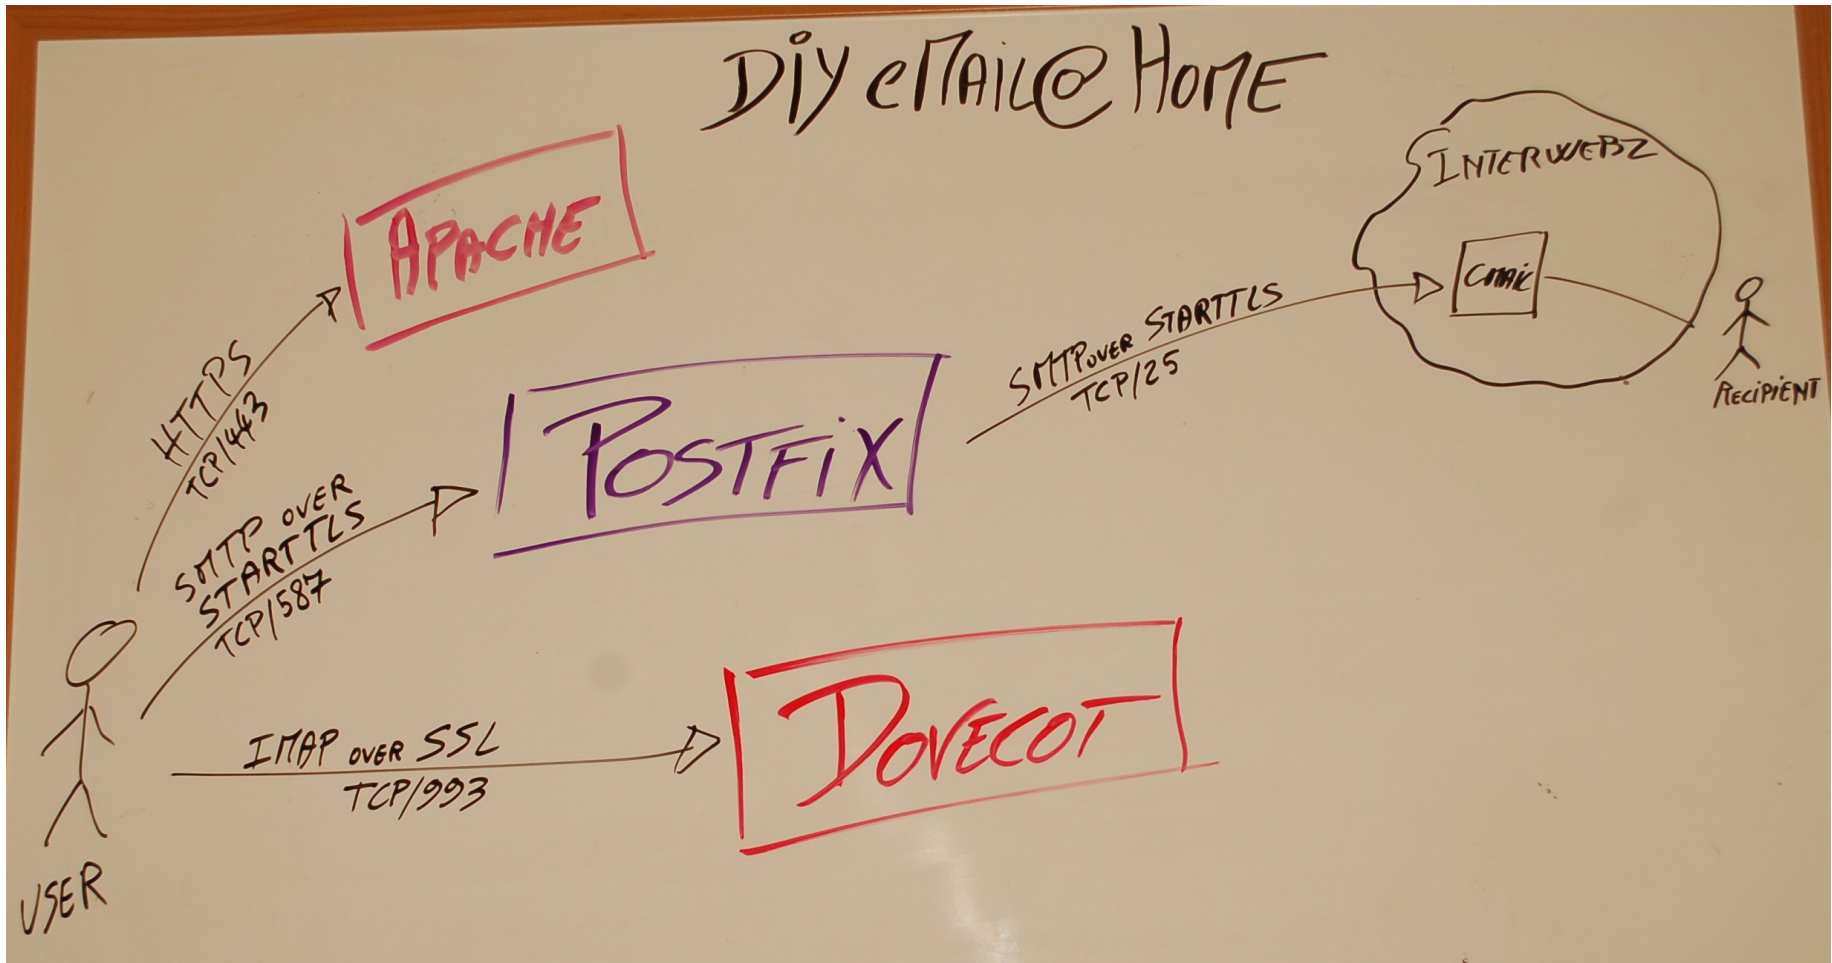 DiY eMAiL@HOME
INTERWEBZ
APACHE
GMAiL
HTTPS
TCP/443
SMTP OVER STARTTLS
TCP/25
RECiPiENT
POSTFiX
SMTP OVER
STARTTLS
TCP/587
IMAP OVER SSL
TCP/993
DOVECOT
USER